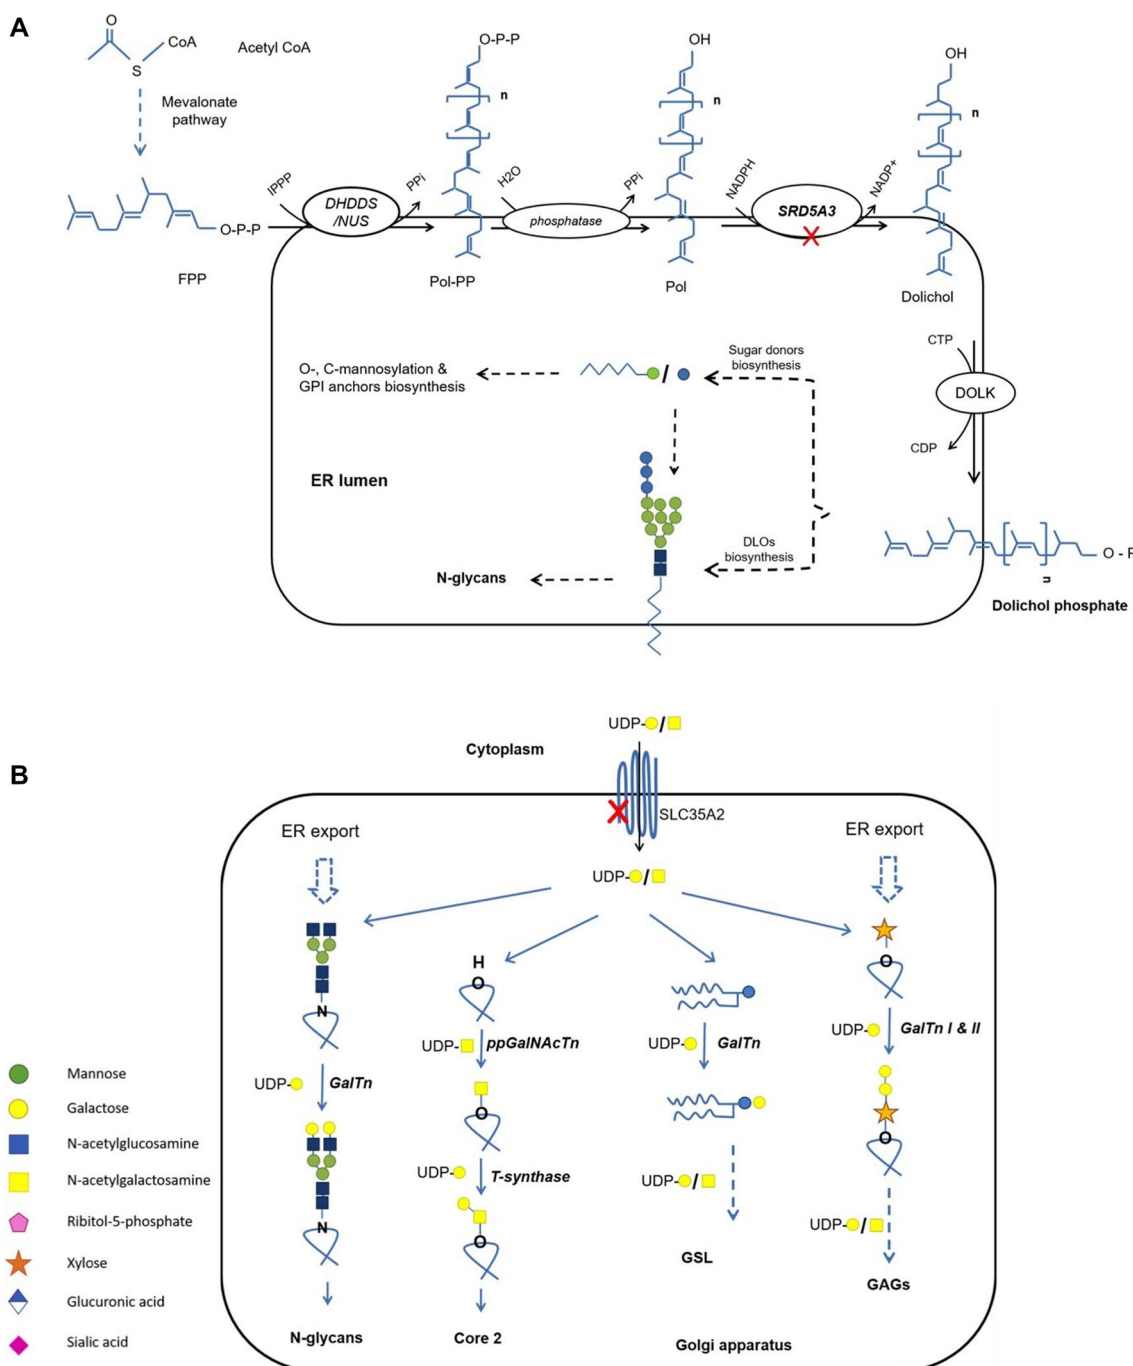 A
O
CoA
S
Acetyl CoA
Mevalonate
pathway
O-P-P
FPP
IPPP
DHDDS
/NUS
PPi
O-P-P
n
Pol-PP
H2O
phosphatase
PPi
OH
n
Pol
NADPH
SRD5A3
NADP+
OH
n
Dolichol
CTP
DOLK
CDP
O - P
n
Dolichol phosphate
O-, C-mannosylation &
GPI anchors biosynthesis
/
Sugar donors
biosynthesis
ER lumen
DLOs
biosynthesis
N-glycans
B
Cytoplasm
UDP- /
SLC35A2
ER export
UDP- /
ER export
N
UDP-
GalTn
N
N-glycans
H
O
UDP-
ppGalNAcTn
O
UDP-
T-synthase
O
Core 2
UDP-
GalTn
UDP- /
GSL
O
UDP-
GalTn I & II
O
UDP- /
GAGs
Golgi apparatus
Mannose
Galactose
N-acetylglucosamine
N-acetylgalactosamine
Ribitol-5-phosphate
Xylose
Glucuronic acid
Sialic acid